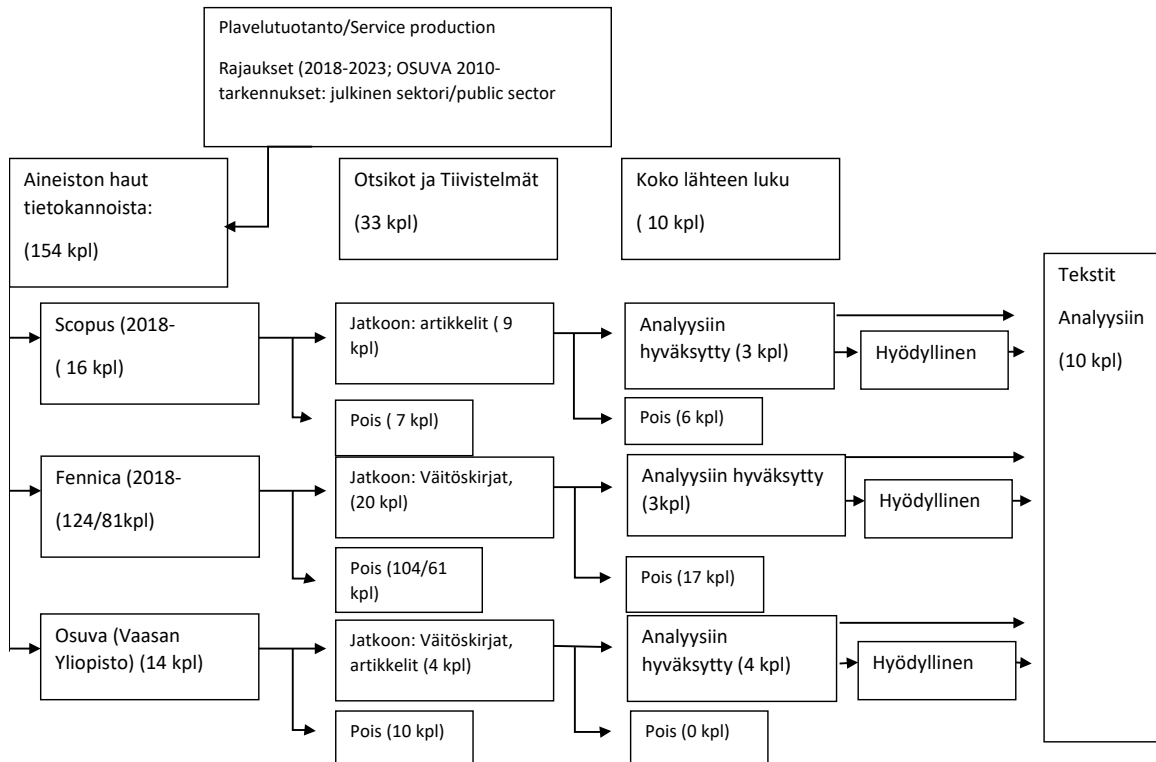 Plavelutuotanto/Service production
Rajaukset (2018-2023; OSUVA 2010-
tarkennukset: julkinen sektori/public sector
Aineiston haut
tietokannoista:
(154 kpl)
Otsikot ja Tiivistelmät
(33 kpl)
Koko lähteen luku
( 10 kpl)
Tekstit
Analyysiin
(10 kpl)
Scopus (2018-
( 16 kpl)
Jatkoon: artikkelit ( 9
kpl)
Analyysiin
hyväksytty (3 kpl)
Hyödyllinen
Pois ( 7 kpl)
Pois (6 kpl)
Fennica (2018-
(124/81kpl)
Jatkoon: Väitöskirjat,
(20 kpl)
Analyysiin hyväksytty
(3kpl)
Hyödyllinen
Pois (104/61
kpl)
Pois (17 kpl)
Osuva (Vaasan
Yliopisto) (14 kpl)
Jatkoon: Väitöskirjat,
artikkelit (4 kpl)
Analyysiin
hyväksytty (4 kpl)
Hyödyllinen
Pois (10 kpl)
Pois (0 kpl)